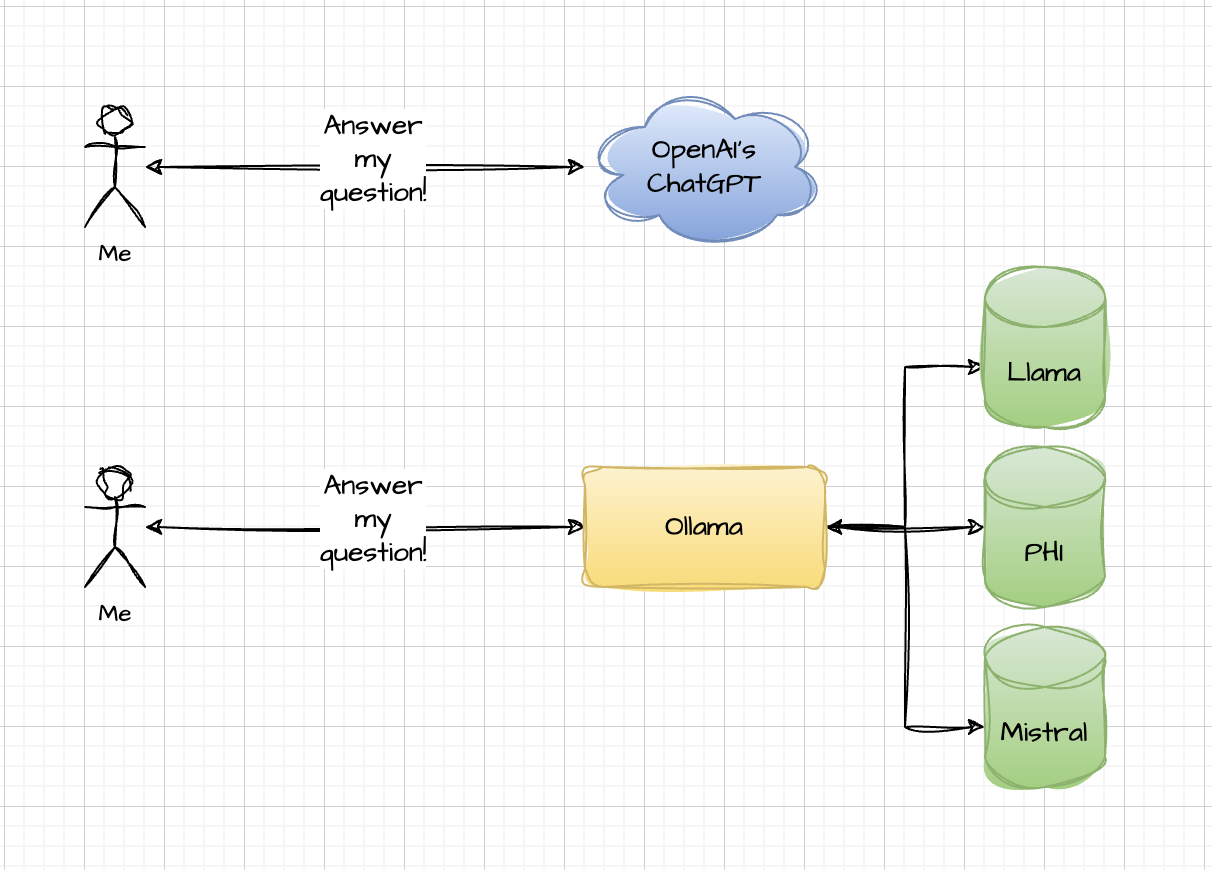 Answer
my
question!
OpenAI's
ChatGPT
Me
Llama
Answer
my
question!
Ollama
PHI
Me
Mistral